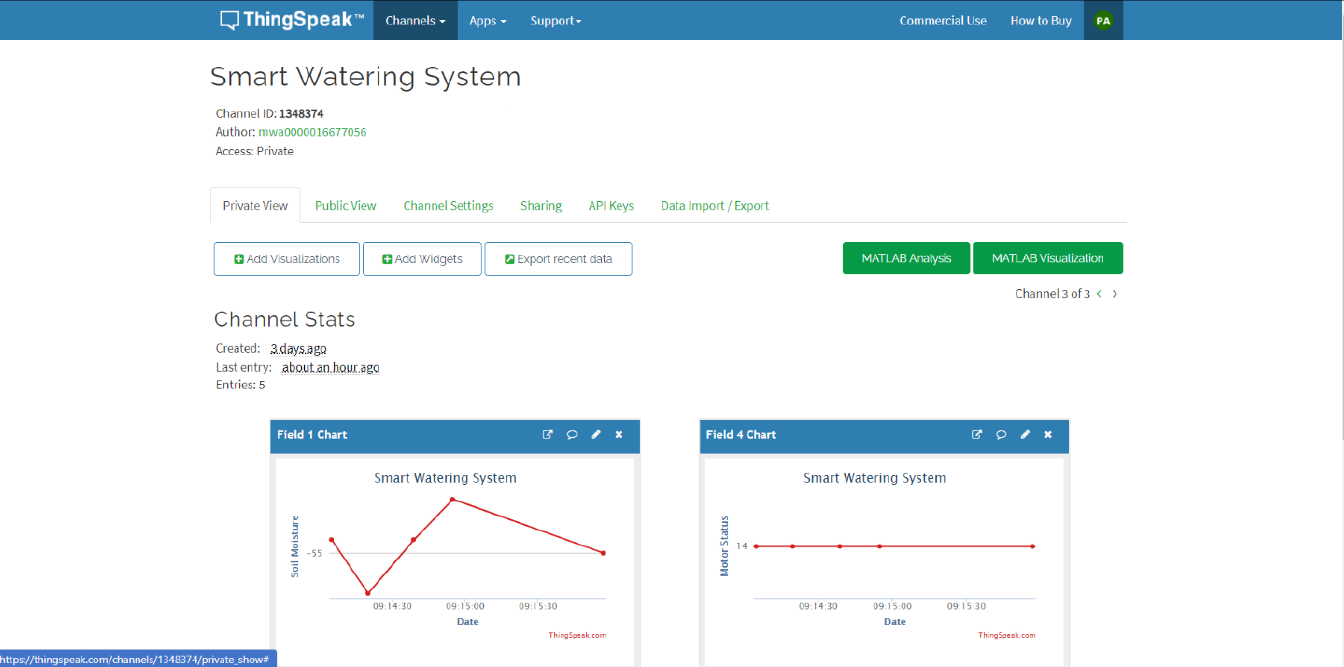 ThingSpeak™ Channels Apps Support Commercial Use How to Buy PA
Smart Watering System
Channel ID: 1348374
Author: mwa0000016677056
Access: Private
Private View Public View Channel Settings Sharing API Keys Data Import / Export
Add Visualizations Add Widgets Export recent data MATLAB Analysis MATLAB Visualization
Channel 3 of 3 < >
Channel Stats
Created: 3 days ago
Last entry: about an hour ago
Entries: 5
Field 1 Chart
Smart Watering System
Soil Moisture
-55
09:14:30 09:15:00 09:15:30
Date
ThingSpeak.com
Field 4 Chart
Smart Watering System
Motor Status
14
09:14:30 09:15:00 09:15:30
Date
ThingSpeak.com
https://thingspeak.com/channels/1348374/private_show#